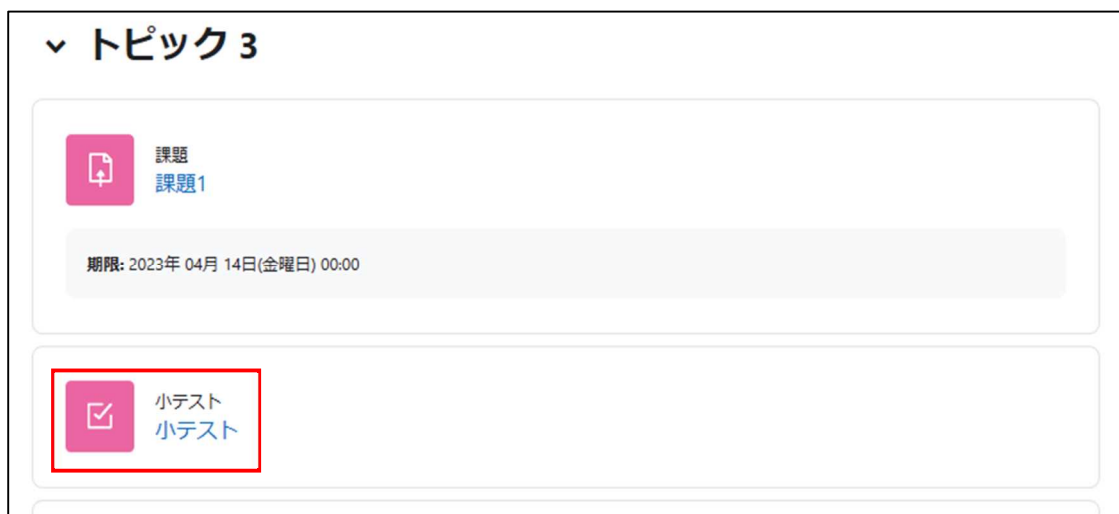 トピック 3
課題
課題1
期限: 2023年 04月 14日(金曜日) 00:00
小テスト
小テスト